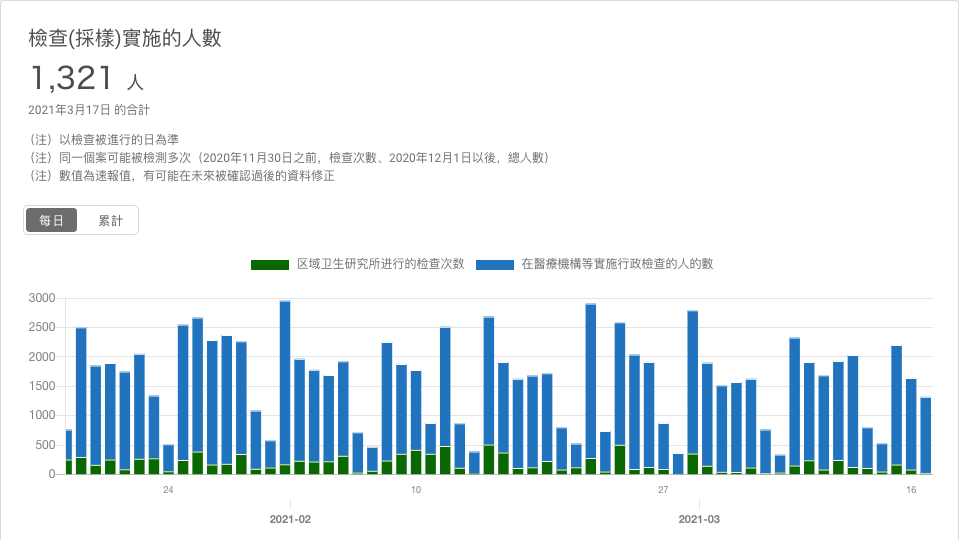 檢查(採樣)實施的人數
1,321 人
2021年3月17日 的合計
（注）以檢查被進行的日為準
（注）同一個案可能被檢測多次（2020年11月30日之前，檢查次數、2020年12月1日以後，總人數）
（注）數值為速報值，有可能在未來被確認過後的資料修正
每日 累計
区域卫生研究所进行的检查次数 在醫療機構等實施行政檢查的人的數
3000
2500
2000
1500
1000
500
0
24 10 27 16
2021-02 2021-03